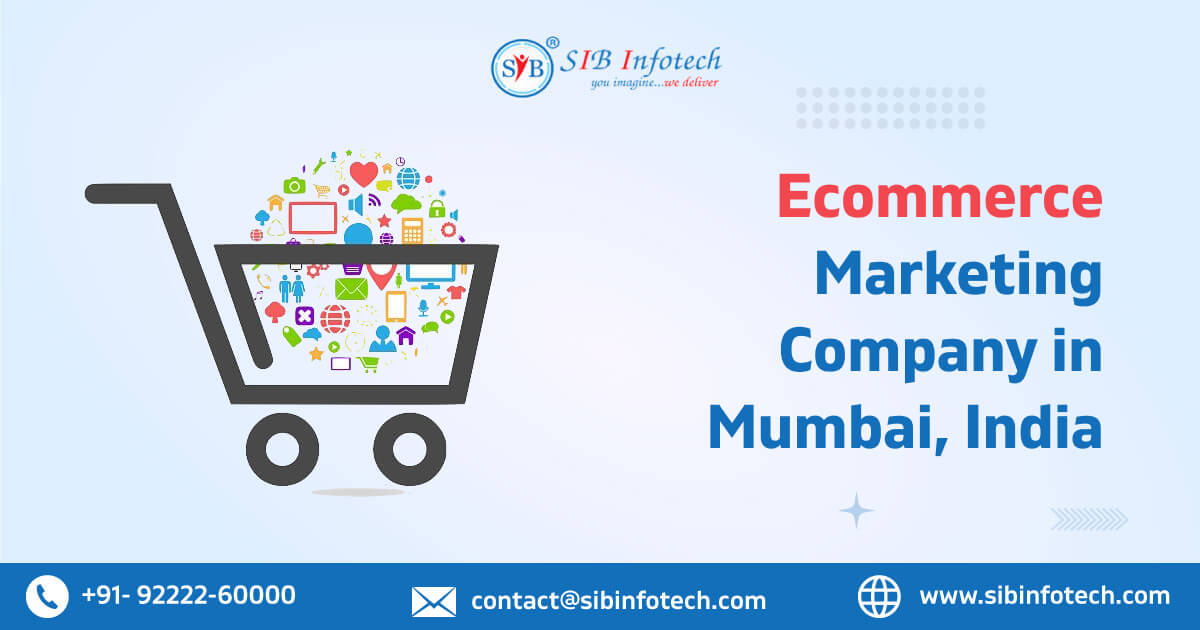 SYB ®
SIB Infotech
you imagine...we deliver
Ecommerce
Marketing
Company in
Mumbai, India
+91- 92222-60000
contact@sibinfotech.com
www.sibinfotech.com